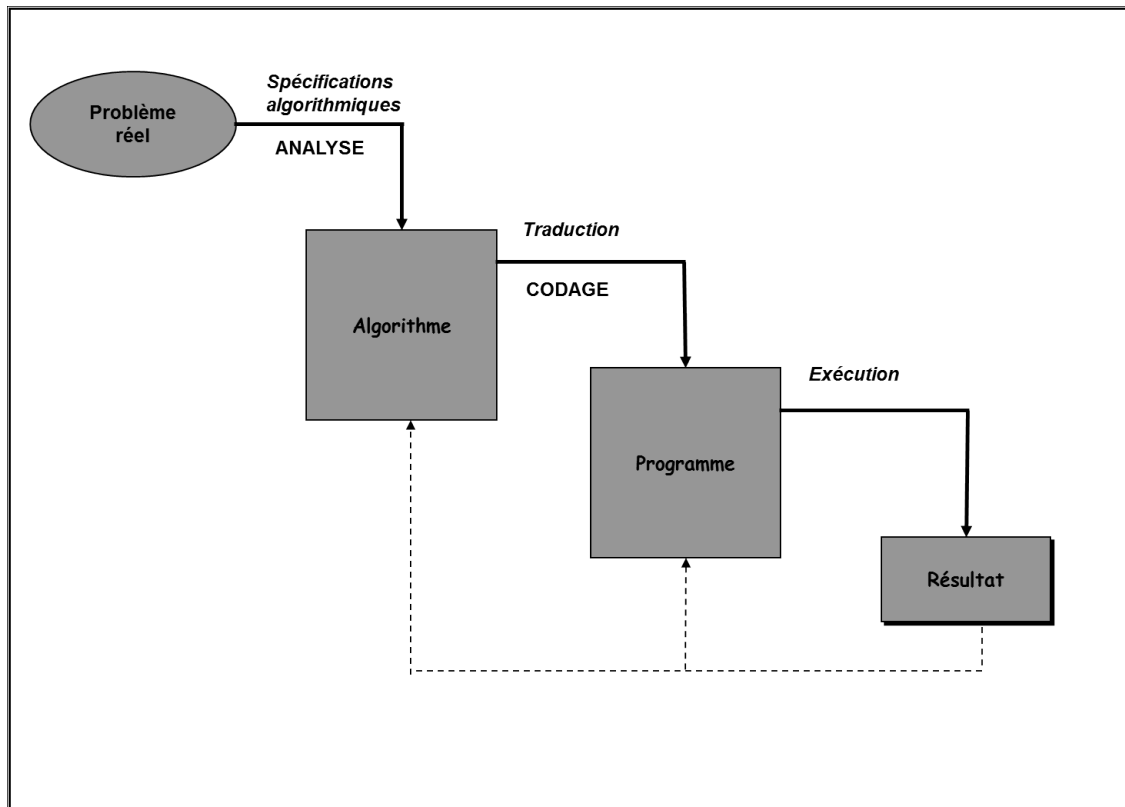 Problème
réel
Spécifications
algorithmiques
ANALYSE
Algorithme
Traduction
CODAGE
Programme
Exécution
Résultat